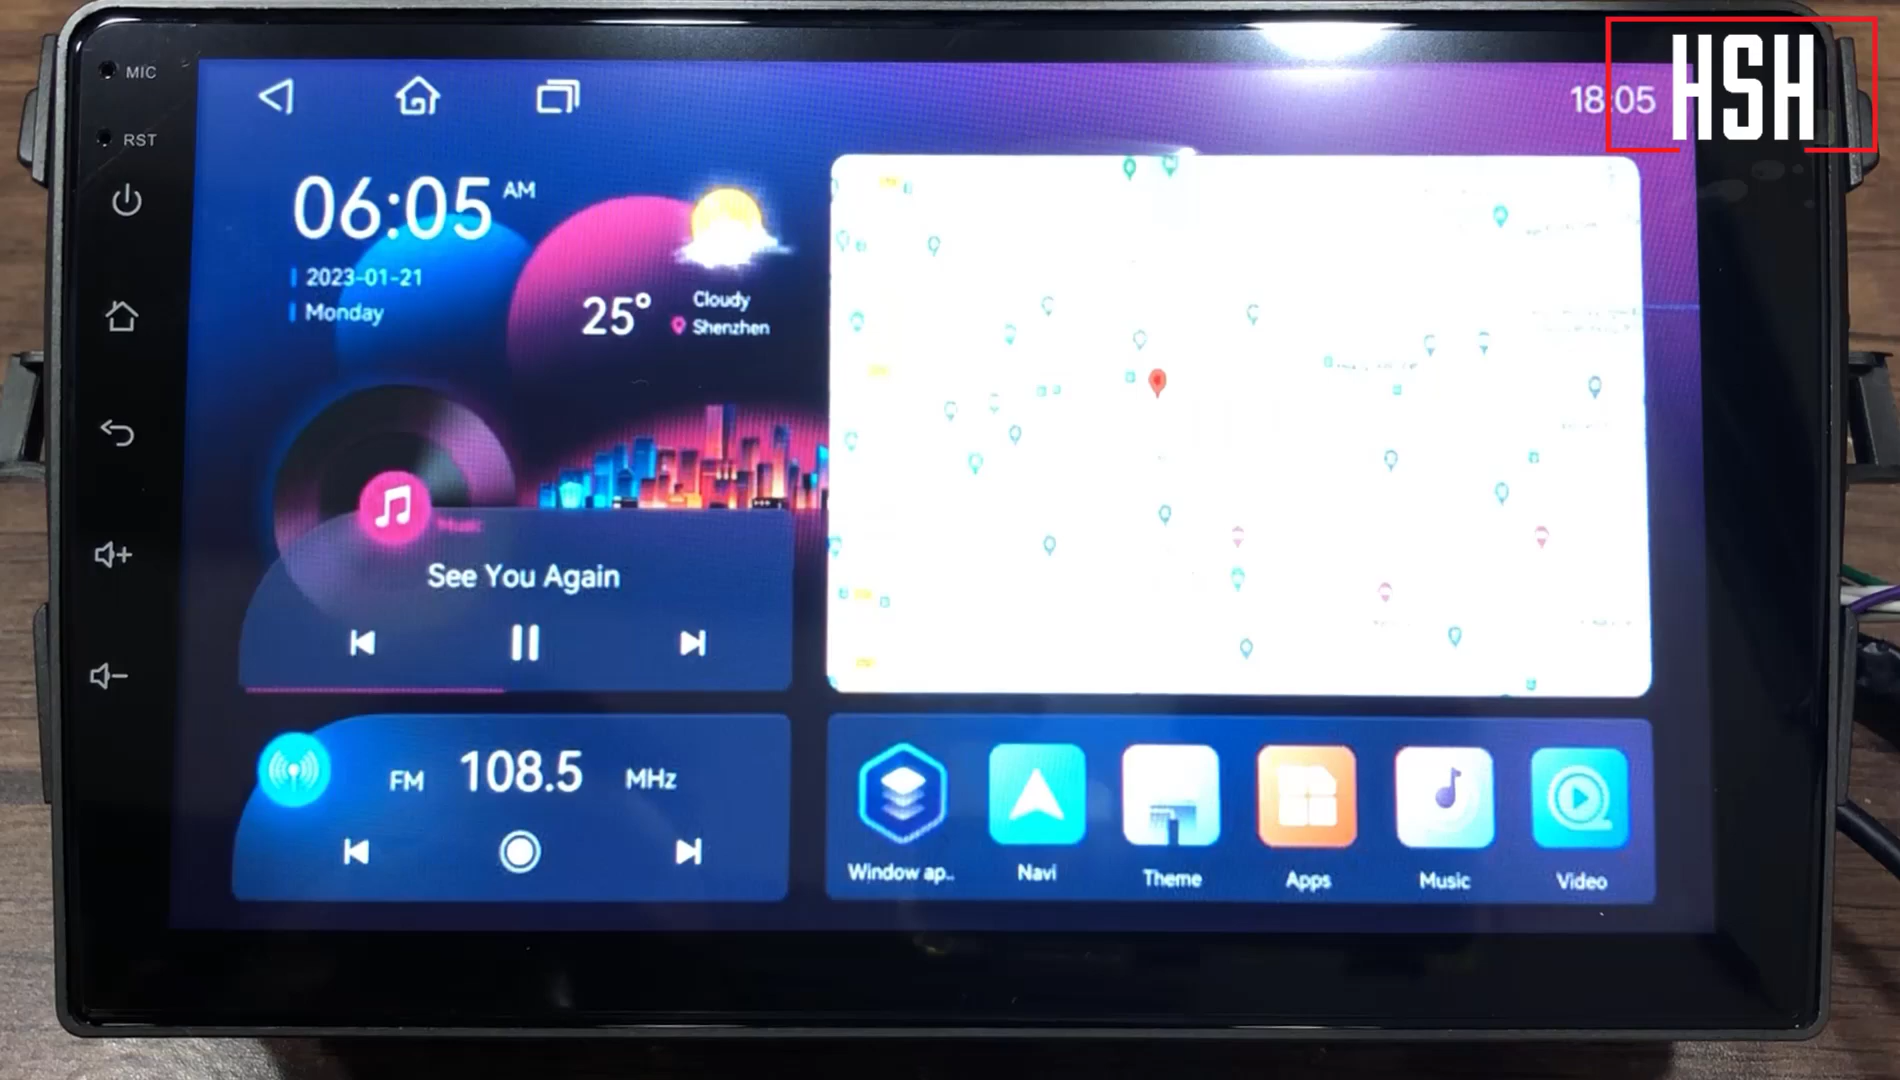 MIC
RST
18:05
HSH
06:05 AM
2023-01-21
Monday
25°
Cloudy
Shenzhen
Music
See You Again
FM 108.5 MHz
Window ap..
Navi
Theme
Apps
Music
Video